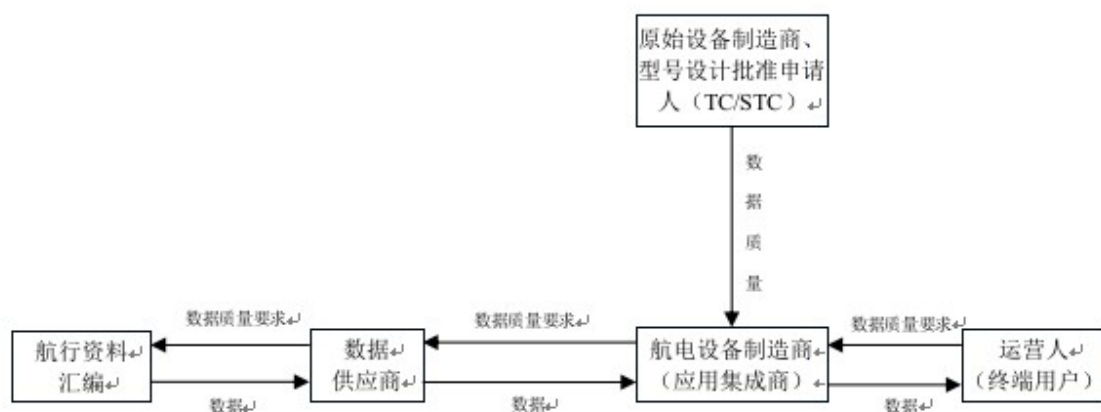 原始设备制造商、
型号设计批准申请
人（TC/STC）
数
据
质
量
数据质量要求
数据质量要求
数据质量要求
航行资料
汇编
数据
供应商
航电设备制造商
（应用集成商）
运营人
（终端用户）
数据
数据
数据